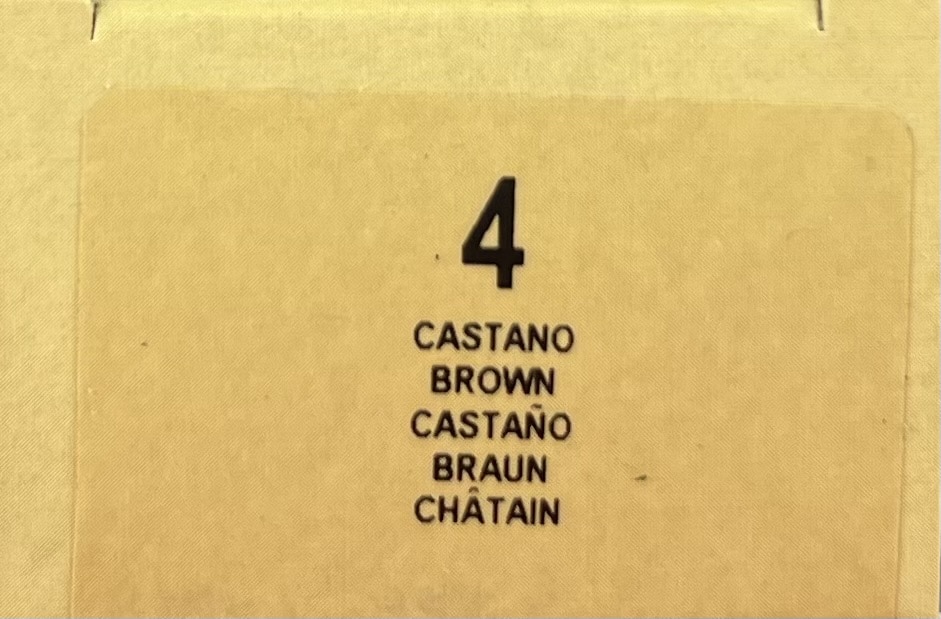 4
CASTANO
BROWN
CASTAÑO
BRAUN
CHÂTAIN